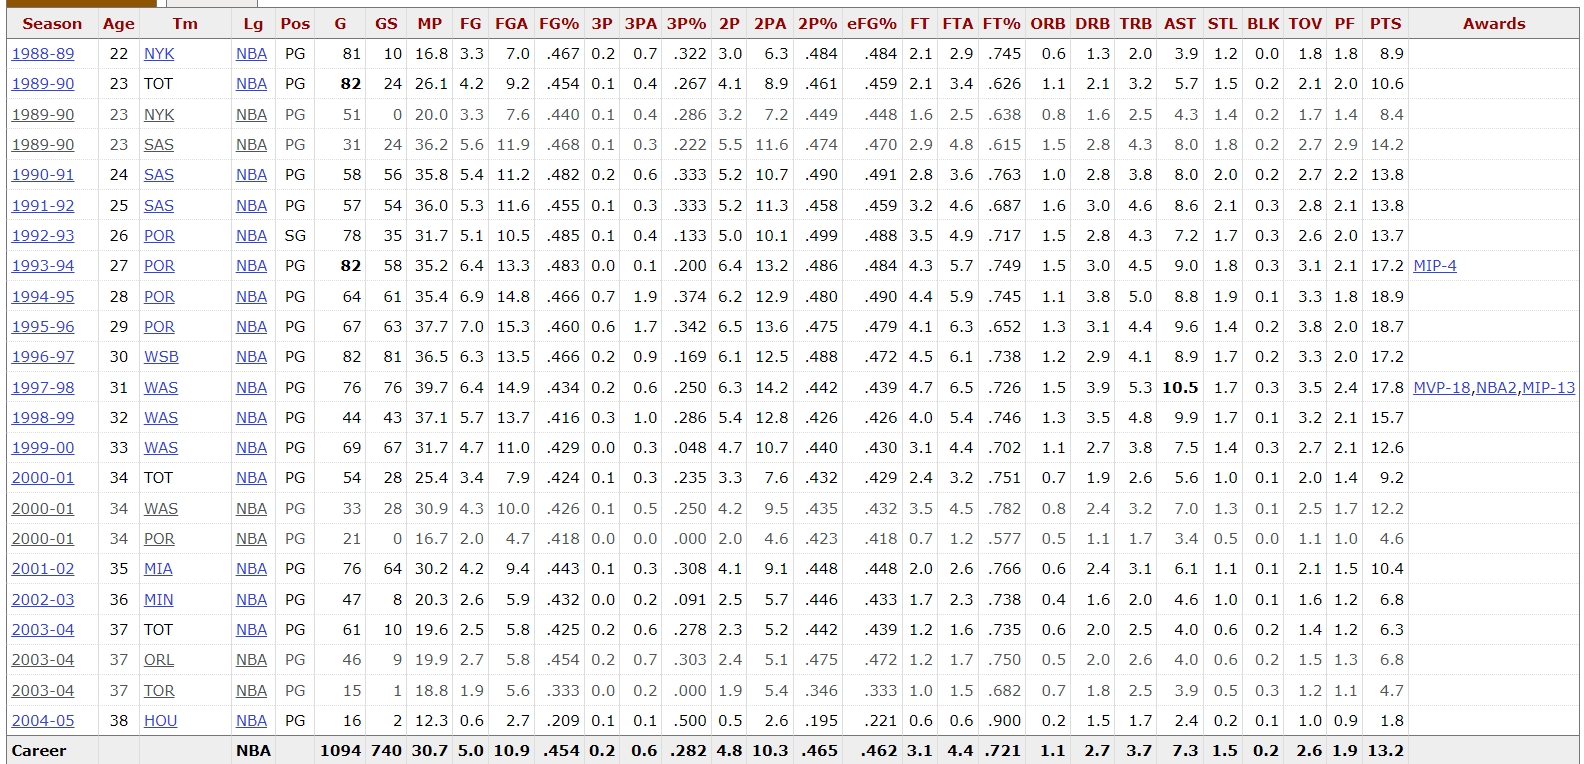 Season Age Tm Lg Pos G GS MP FG FGA FG% 3P 3PA 3P% 2P 2PA 2P% eFG% FT FTA FT% ORB DRB TRB AST STL BLK TOV PF PTS Awards
1988-89 22 NYK NBA PG 81 10 16.8 3.3 7.0 .467 0.2 0.7 .322 3.0 6.3 .484 .484 2.1 2.9 .745 0.6 1.3 2.0 3.9 1.2 0.0 1.8 1.8 8.9
1989-90 23 TOT NBA PG 82 24 26.1 4.2 9.2 .454 0.1 0.4 .267 4.1 8.9 .461 .459 2.1 3.4 .626 1.1 2.1 3.2 5.7 1.5 0.2 2.1 2.0 10.6
1989-90 23 NYK NBA PG 51 0 20.0 3.3 7.6 .440 0.1 0.4 .286 3.2 7.2 .449 .448 1.6 2.5 .638 0.8 1.6 2.5 4.3 1.4 0.2 1.7 1.4 8.4
1989-90 23 SAS NBA PG 31 24 36.2 5.6 11.9 .468 0.1 0.3 .222 5.5 11.6 .474 .470 2.9 4.8 .615 1.5 2.8 4.3 8.0 1.8 0.2 2.7 2.9 14.2
1990-91 24 SAS NBA PG 58 56 35.8 5.4 11.2 .482 0.2 0.6 .333 5.2 10.7 .490 .491 2.8 3.6 .763 1.0 2.8 3.8 8.0 2.0 0.2 2.7 2.2 13.8
1991-92 25 SAS NBA PG 57 54 36.0 5.3 11.6 .455 0.1 0.3 .333 5.2 11.3 .458 .459 3.2 4.6 .687 1.6 3.0 4.6 8.6 2.1 0.3 2.8 2.1 13.8
1992-93 26 POR NBA SG 78 35 31.7 5.1 10.5 .485 0.1 0.4 .133 5.0 10.1 .499 .488 3.5 4.9 .717 1.5 2.8 4.3 7.2 1.7 0.3 2.6 2.0 13.7
1993-94 27 POR NBA PG 82 58 35.2 6.4 13.3 .483 0.0 0.1 .200 6.4 13.2 .486 .484 4.3 5.7 .749 1.5 3.0 4.5 9.0 1.8 0.3 3.1 2.1 17.2 MIP-4
1994-95 28 POR NBA PG 64 61 35.4 6.9 14.8 .466 0.7 1.9 .374 6.2 12.9 .480 .490 4.4 5.9 .745 1.1 3.8 5.0 8.8 1.9 0.1 3.3 1.8 18.9
1995-96 29 POR NBA PG 67 63 37.7 7.0 15.3 .460 0.6 1.7 .342 6.5 13.6 .475 .479 4.1 6.3 .652 1.3 3.1 4.4 9.6 1.4 0.2 3.8 2.0 18.7
1996-97 30 WSB NBA PG 82 81 36.5 6.3 13.5 .466 0.2 0.9 .169 6.1 12.5 .488 .472 4.5 6.1 .738 1.2 2.9 4.1 8.9 1.7 0.2 3.3 2.0 17.2
1997-98 31 WAS NBA PG 76 76 39.7 6.4 14.9 .434 0.2 0.6 .250 6.3 14.2 .442 .439 4.7 6.5 .726 1.5 3.9 5.3 10.5 1.7 0.3 3.5 2.4 17.8 MVP-18,NBA2,MIP-13
1998-99 32 WAS NBA PG 44 43 37.1 5.7 13.7 .416 0.3 1.0 .286 5.4 12.8 .426 .426 4.0 5.4 .746 1.3 3.5 4.8 9.9 1.7 0.1 3.2 2.1 15.7
1999-00 33 WAS NBA PG 69 67 31.7 4.7 11.0 .429 0.0 0.3 .048 4.7 10.7 .440 .430 3.1 4.4 .702 1.1 2.7 3.8 7.5 1.4 0.3 2.7 2.1 12.6
2000-01 34 TOT NBA PG 54 28 25.4 3.4 7.9 .424 0.1 0.3 .235 3.3 7.6 .432 .429 2.4 3.2 .751 0.7 1.9 2.6 5.6 1.0 0.1 2.0 1.4 9.2
2000-01 34 WAS NBA PG 33 28 30.9 4.3 10.0 .426 0.1 0.5 .250 4.2 9.5 .435 .432 3.5 4.5 .782 0.8 2.4 3.2 7.0 1.3 0.1 2.5 1.7 12.2
2000-01 34 POR NBA PG 21 0 16.7 2.0 4.7 .418 0.0 0.0 .000 2.0 4.6 .423 .418 0.7 1.2 .577 0.5 1.1 1.7 3.4 0.5 0.0 1.1 1.0 4.6
2001-02 35 MIA NBA PG 76 64 30.2 4.2 9.4 .443 0.1 0.3 .308 4.1 9.1 .448 .448 2.0 2.6 .766 0.6 2.4 3.1 6.1 1.1 0.1 2.1 1.5 10.4
2002-03 36 MIN NBA PG 47 8 20.3 2.6 5.9 .432 0.0 0.2 .091 2.5 5.7 .446 .433 1.7 2.3 .738 0.4 1.6 2.0 4.6 1.0 0.1 1.6 1.2 6.8
2003-04 37 TOT NBA PG 61 10 19.6 2.5 5.8 .425 0.2 0.6 .278 2.3 5.2 .442 .439 1.2 1.6 .735 0.6 2.0 2.5 4.0 0.6 0.2 1.4 1.2 6.3
2003-04 37 ORL NBA PG 46 9 19.9 2.7 5.8 .454 0.2 0.7 .303 2.4 5.1 .475 .472 1.2 1.7 .750 0.5 2.0 2.6 4.0 0.6 0.2 1.5 1.3 6.8
2003-04 37 TOR NBA PG 15 1 18.8 1.9 5.6 .333 0.0 0.2 .000 1.9 5.4 .346 .333 1.0 1.5 .682 0.7 1.8 2.5 3.9 0.5 0.3 1.2 1.1 4.7
2004-05 38 HOU NBA PG 16 2 12.3 0.6 2.7 .209 0.1 0.1 .500 0.5 2.6 .195 .221 0.6 0.6 .900 0.2 1.5 1.7 2.4 0.2 0.1 1.0 0.9 1.8
Career NBA 1094 740 30.7 5.0 10.9 .454 0.2 0.6 .282 4.8 10.3 .465 .462 3.1 4.4 .721 1.1 2.7 3.7 7.3 1.5 0.2 2.6 1.9 13.2